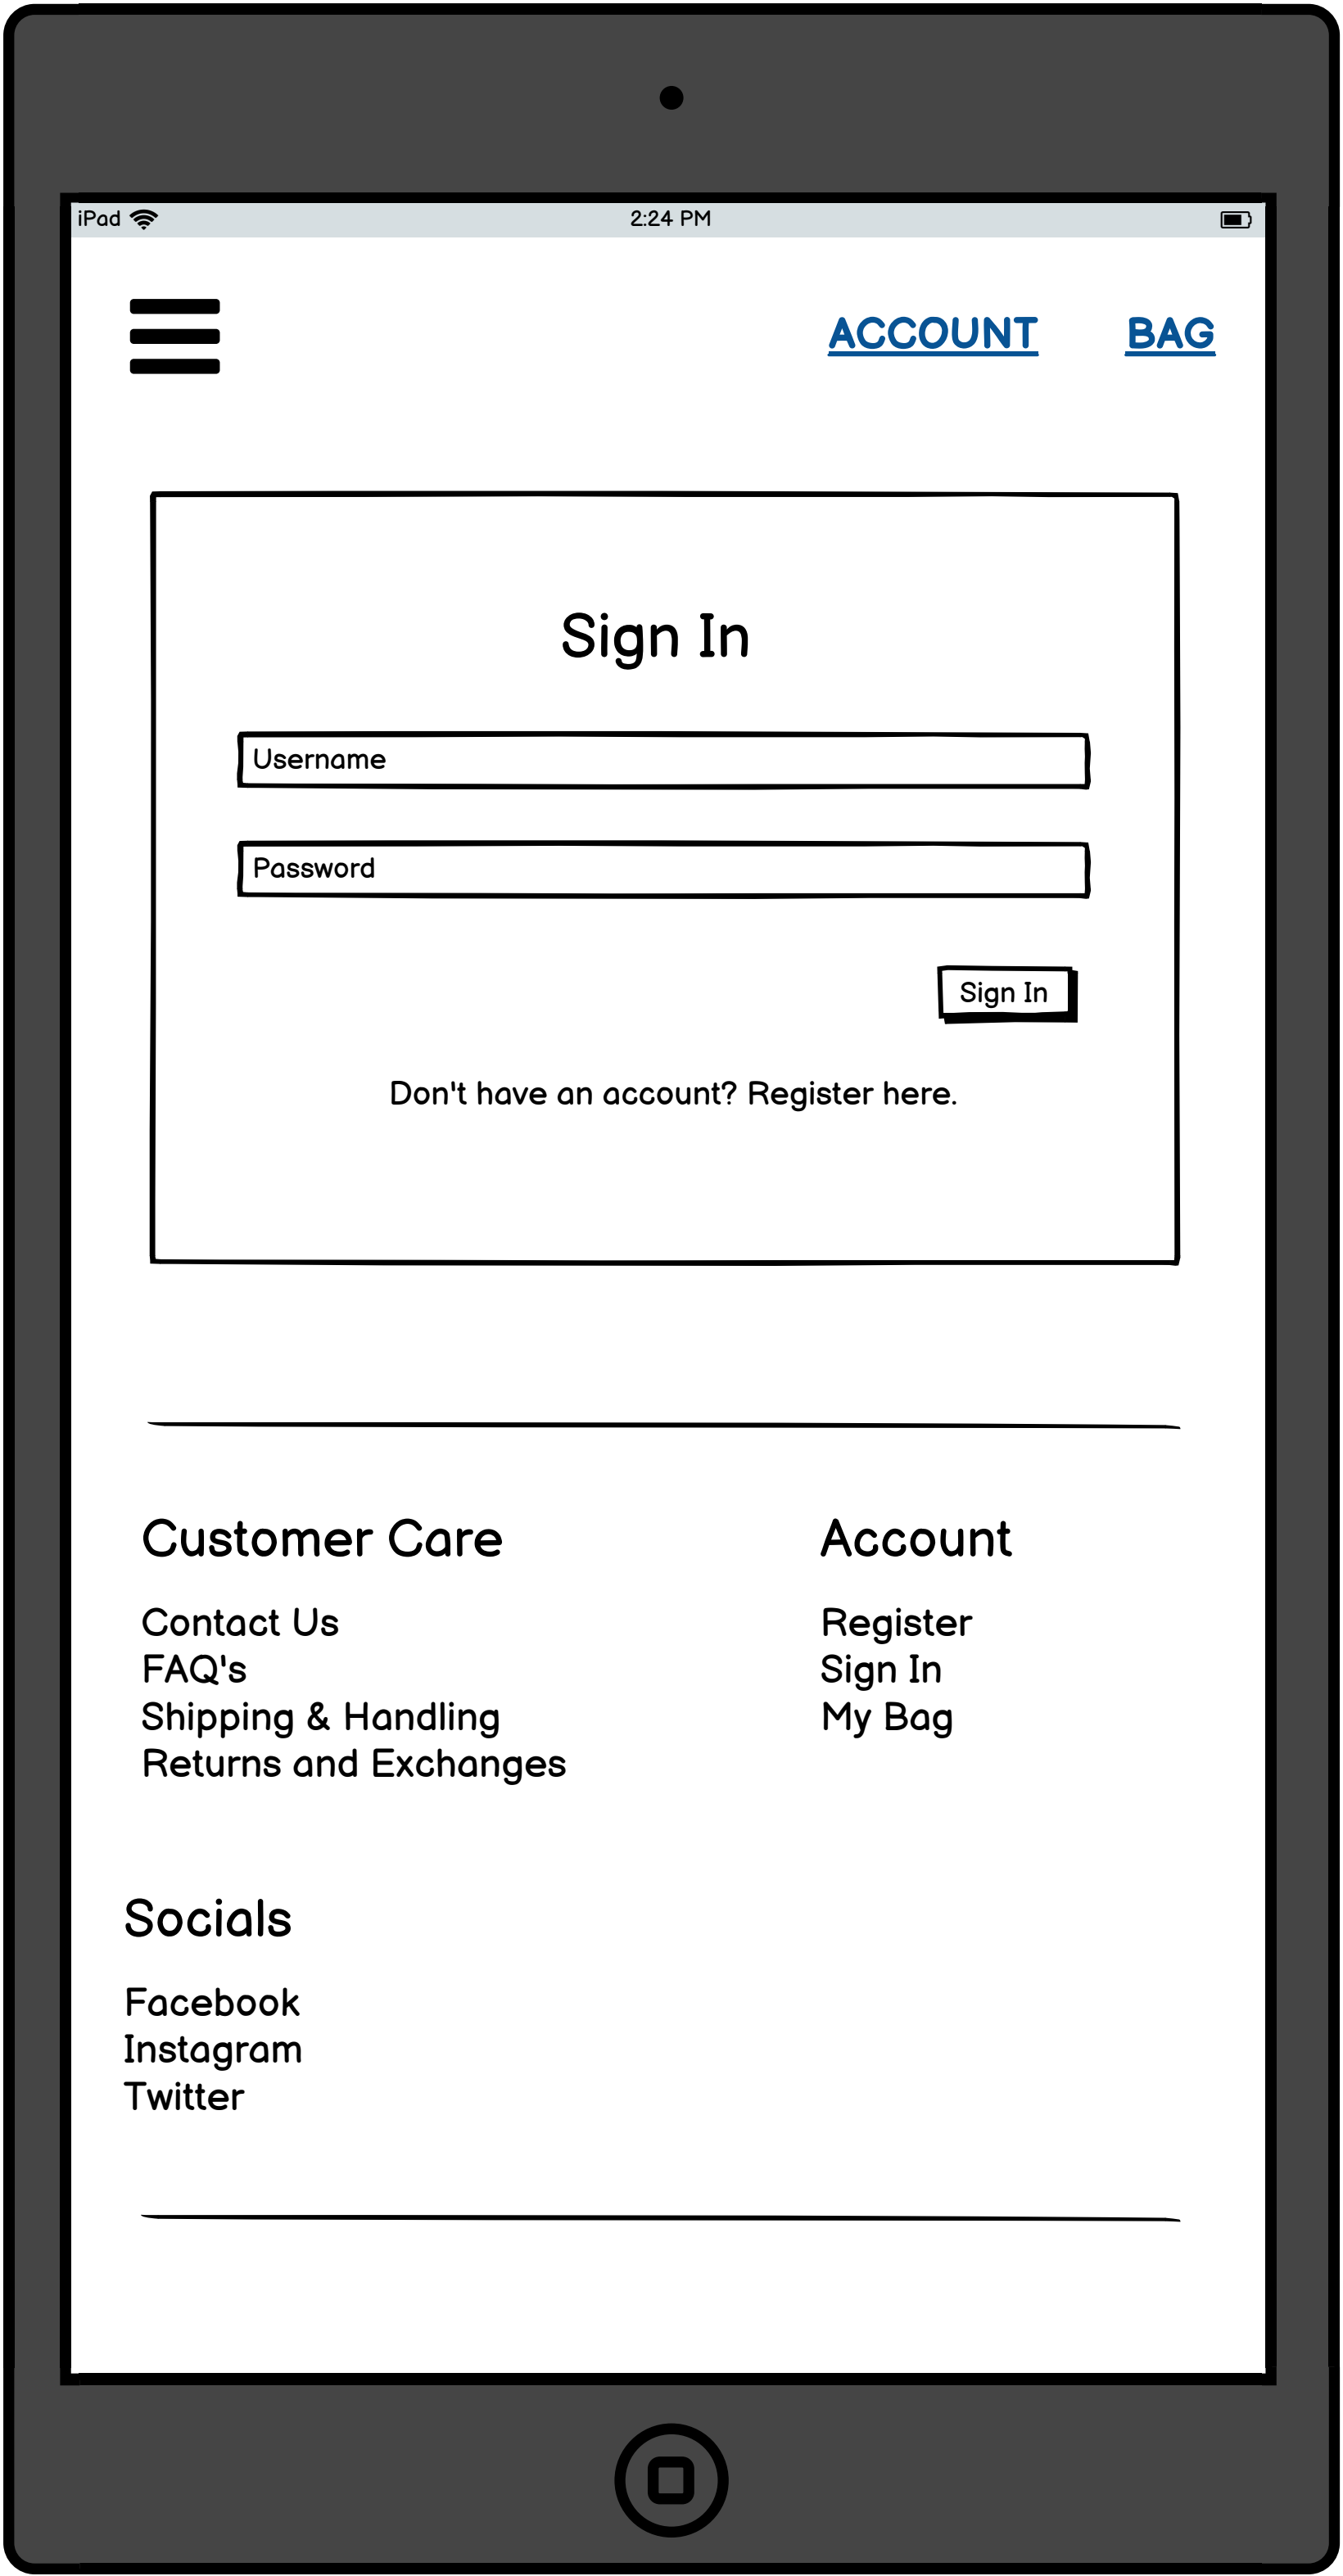 iPad
2:24 PM
ACCOUNT
BAG
Sign In
Username
Password
Sign In
Don't have an account? Register here.
Customer Care
Contact Us
FAQ's
Shipping & Handling
Returns and Exchanges
Account
Register
Sign In
My Bag
Socials
Facebook
Instagram
Twitter